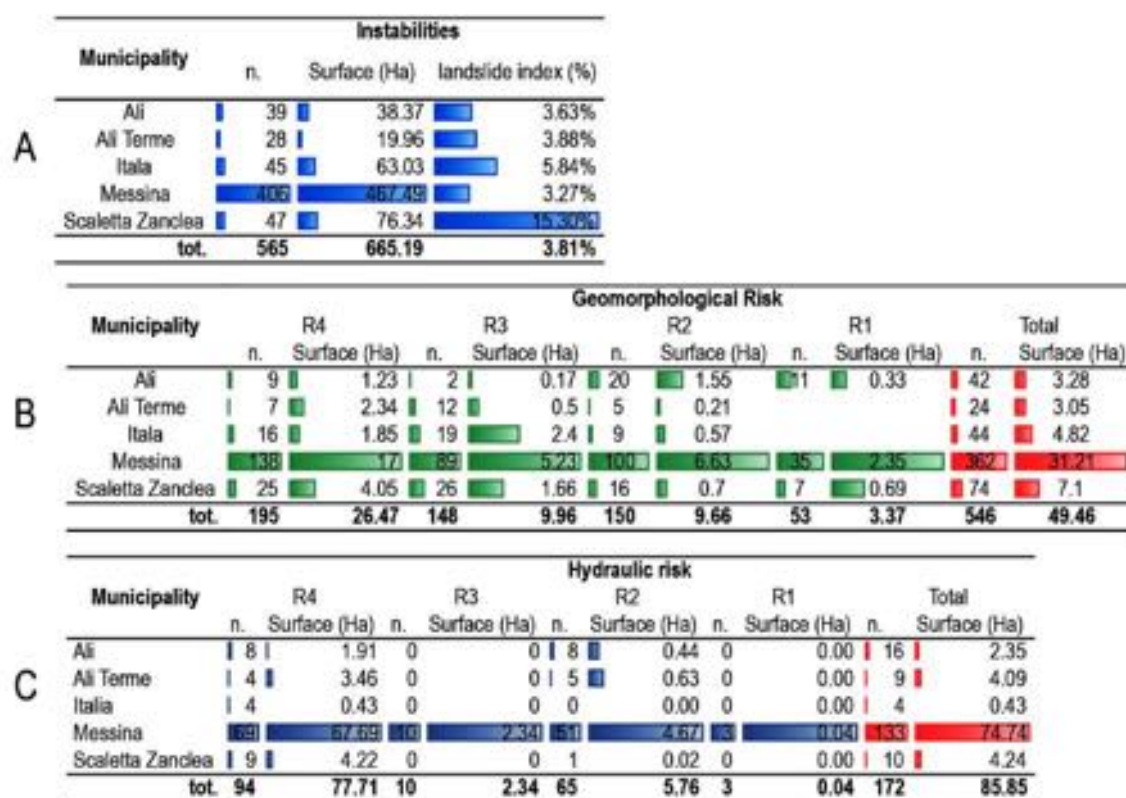 A
Instabilities
Municipality n. Surface (Ha) landslide index (%)
Ali 39 38.37 3.63%
Ali Terme 28 19.96 3.88%
Itala 45 63.03 5.84%
Messina 406 467.49 3.27%
Scaletta Zanclea 47 76.34 15.30%
tot. 565 665.19 3.81%
B
Geomorphological Risk
Municipality R4 R3 R2 R1 Total
n. Surface (Ha) n. Surface (Ha) n. Surface (Ha) n. Surface (Ha) n. Surface (Ha)
Ali 9 1.23 2 0.17 20 1.55 11 0.33 42 3.28
Ali Terme 7 2.34 12 0.5 5 0.21 24 3.05
Itala 16 1.85 19 2.4 9 0.57 44 4.82
Messina 138 17 89 5.23 100 6.63 35 2.35 362 31.21
Scaletta Zanclea 25 4.05 26 1.66 16 0.7 7 0.69 74 7.1
tot. 195 26.47 148 9.96 150 9.66 53 3.37 546 49.46
C
Hydraulic risk
Municipality R4 R3 R2 R1 Total
n. Surface (Ha) n. Surface (Ha) n. Surface (Ha) n. Surface (Ha) n. Surface (Ha)
Ali 8 1.91 0 0 8 0.44 0 0.00 16 2.35
Ali Terme 4 3.46 0 0 5 0.63 0 0.00 9 4.09
Italia 4 0.43 0 0 0 0.00 0 0.00 4 0.43
Messina 69 67.69 10 2.34 51 4.67 3 0.04 133 74.74
Scaletta Zanclea 9 4.22 0 0 1 0.02 0 0.00 10 4.24
tot. 94 77.71 10 2.34 65 5.76 3 0.04 172 85.85